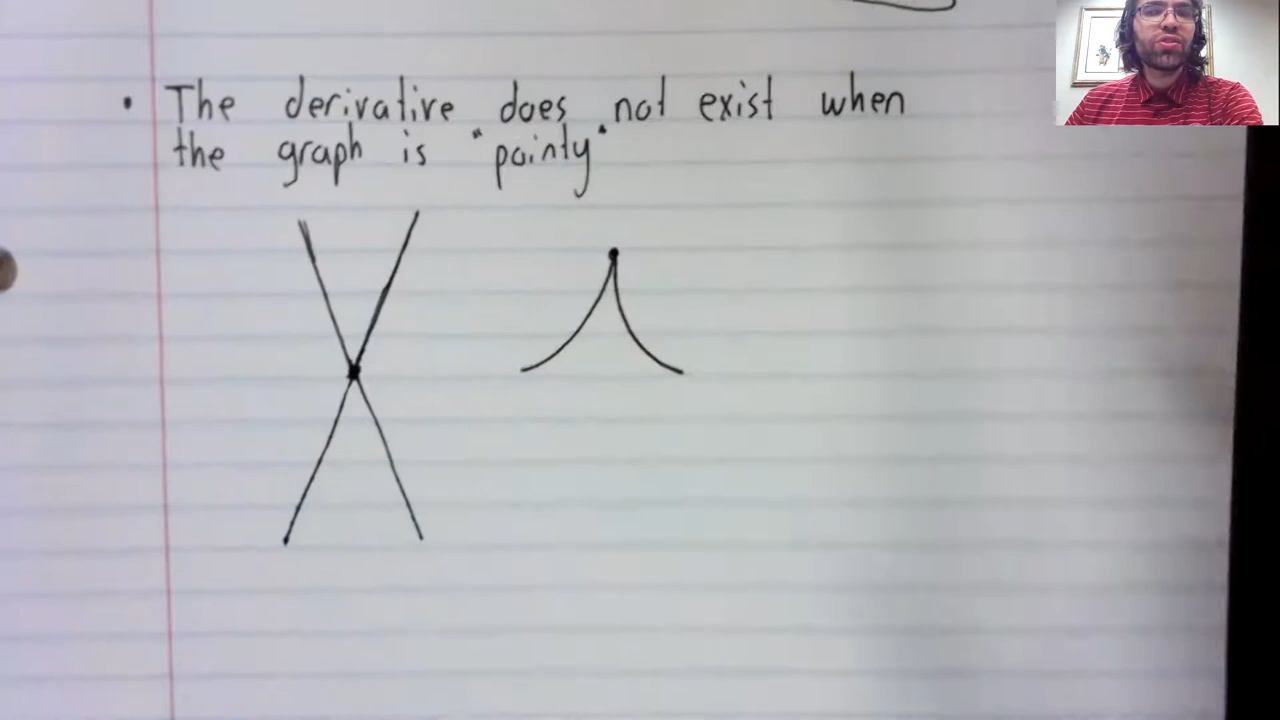 • The derivative does not exist when
the graph is "pointy"